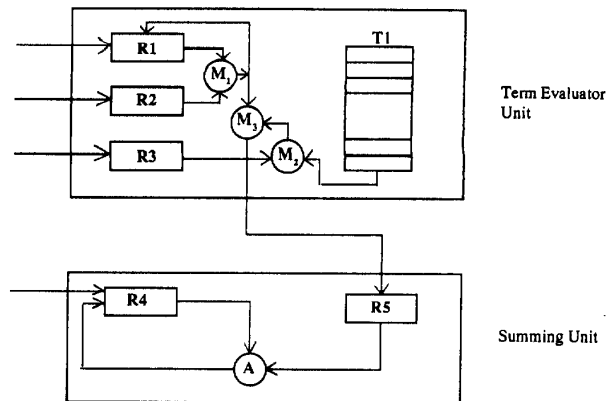 T1
R1
M1
R2
M3
R3
M2
Term Evaluator
Unit
R4
R5
A
Summing Unit